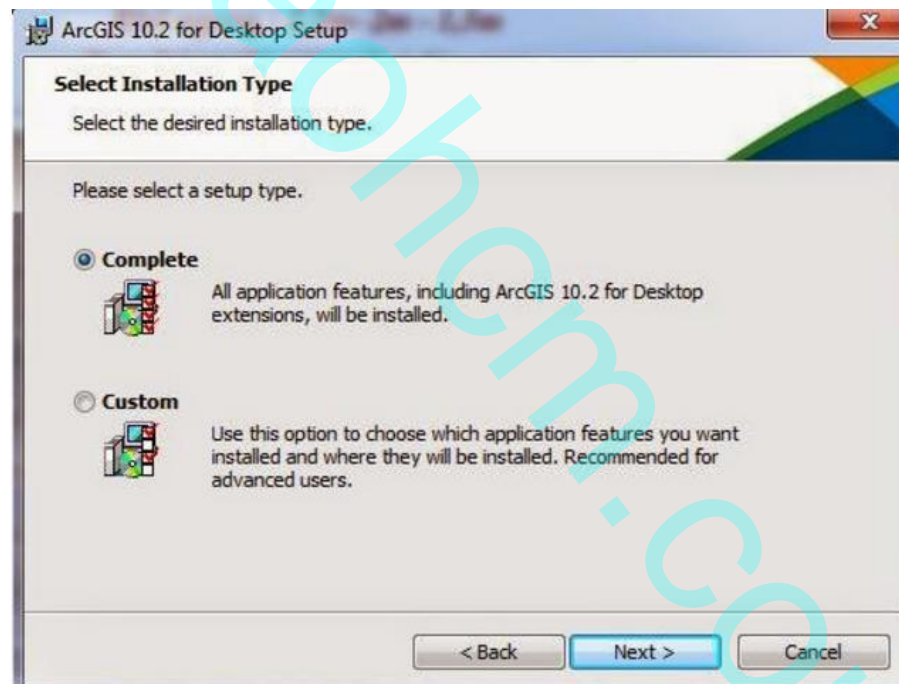 ArcGIS 10.2 for Desktop Setup
Select Installation Type
Select the desired installation type.
Please select a setup type.
Complete
All application features, including ArcGIS 10.2 for Desktop
extensions, will be installed.
Custom
Use this option to choose which application features you want
installed and where they will be installed. Recommended for
advanced users.
< Back
Next >
Cancel